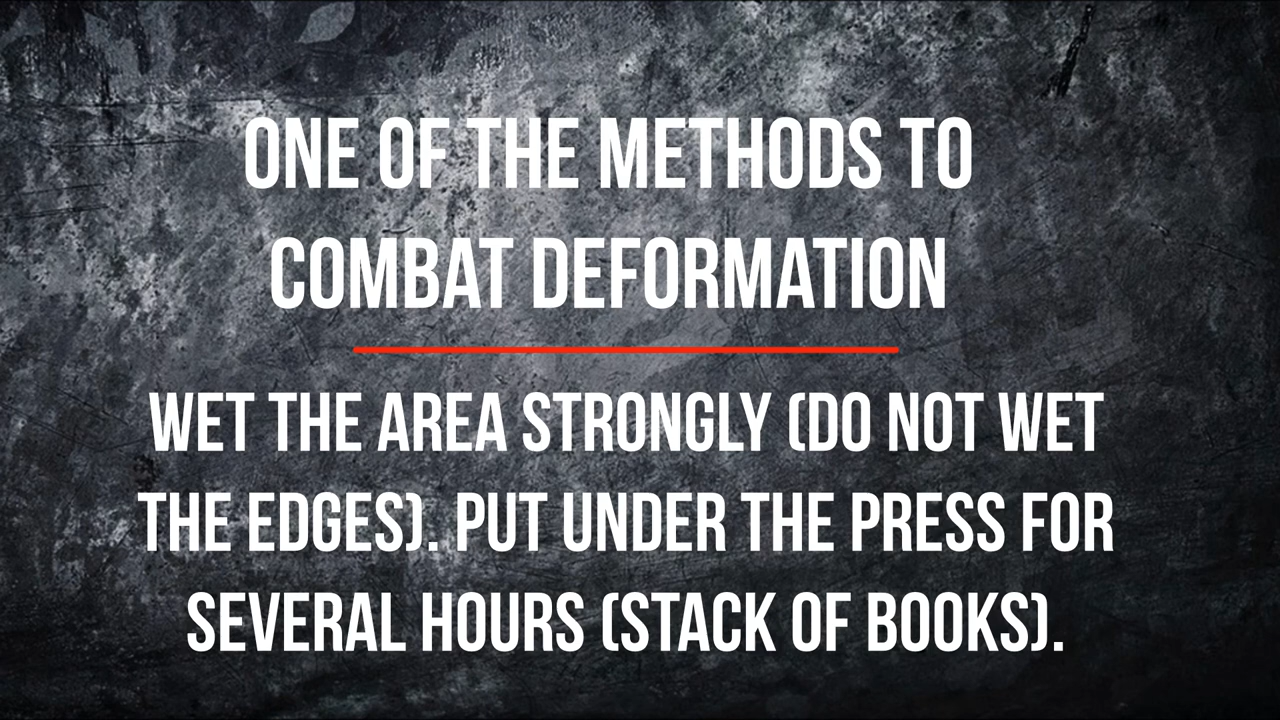 ONE OF THE METHODS TO
COMBAT DEFORMATION
WET THE AREA STRONGLY (DO NOT WET
THE EDGES). PUT UNDER THE PRESS FOR
SEVERAL HOURS (STACK OF BOOKS).